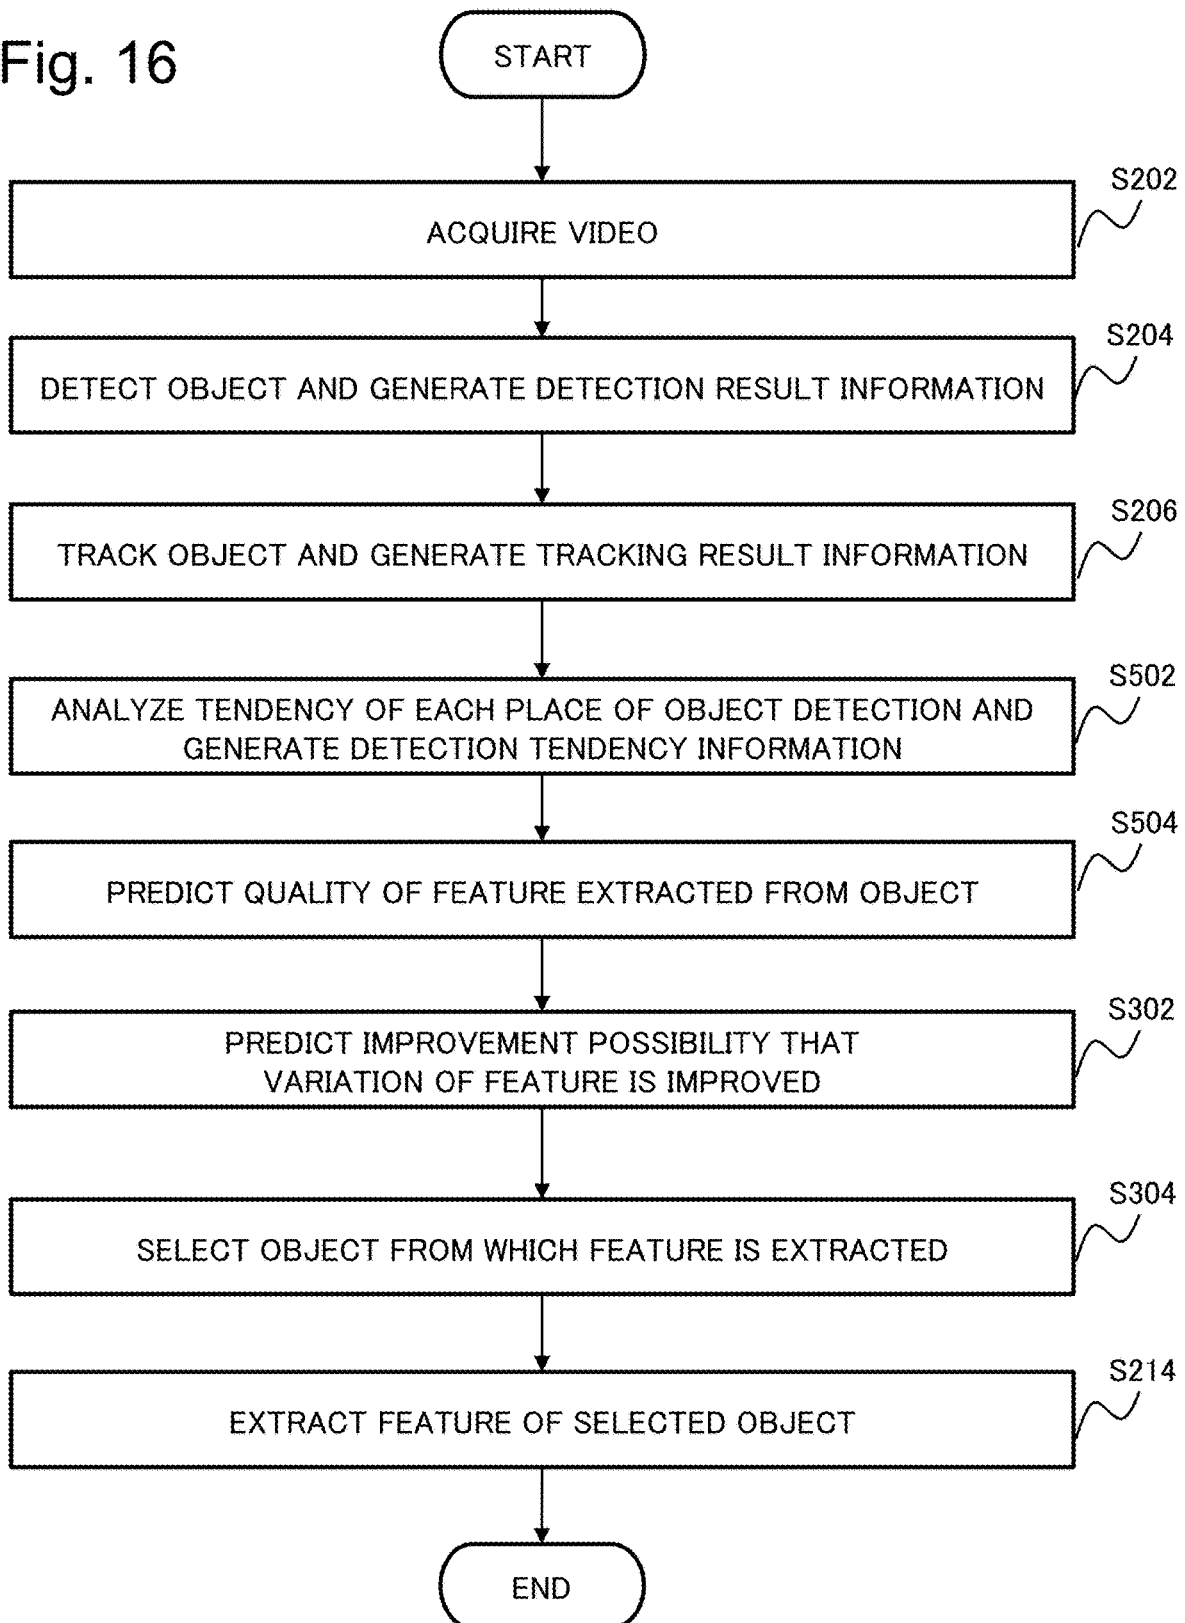 Fig. 16
START
S202
ACQUIRE VIDEO
S204
DETECT OBJECT AND GENERATE DETECTION RESULT INFORMATION
S206
TRACK OBJECT AND GENERATE TRACKING RESULT INFORMATION
S502
ANALYZE TENDENCY OF EACH PLACE OF OBJECT DETECTION AND
GENERATE DETECTION TENDENCY INFORMATION
S504
PREDICT QUALITY OF FEATURE EXTRACTED FROM OBJECT
S302
PREDICT IMPROVEMENT POSSIBILITY THAT
VARIATION OF FEATURE IS IMPROVED
S304
SELECT OBJECT FROM WHICH FEATURE IS EXTRACTED
S214
EXTRACT FEATURE OF SELECTED OBJECT
END